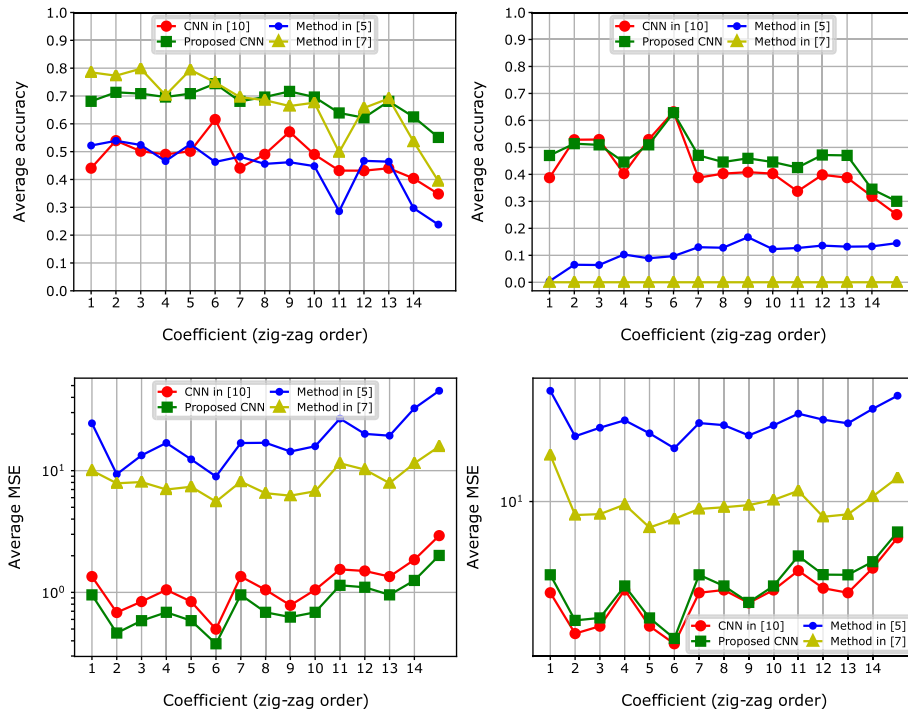 CNN in [10] Method in [5]
Proposed CNN Method in [7]
1.0
0.9
0.8
0.7
0.6
0.5
0.4
0.3
0.2
0.1
0.0
Average accuracy
1 2 3 4 5 6 7 8 9 10 11 12 13 14
Coefficient (zig-zag order)
CNN in [10] Method in [5]
Proposed CNN Method in [7]
1.0
0.9
0.8
0.7
0.6
0.5
0.4
0.3
0.2
0.1
0.0
Average accuracy
1 2 3 4 5 6 7 8 9 10 11 12 13 14
Coefficient (zig-zag order)
CNN in [10] Method in [5]
Proposed CNN Method in [7]
10¹
10⁰
Average MSE
1 2 3 4 5 6 7 8 9 10 11 12 13 14
Coefficient (zig-zag order)
10¹
Average MSE
CNN in [10] Method in [5]
Proposed CNN Method in [7]
1 2 3 4 5 6 7 8 9 10 11 12 13 14
Coefficient (zig-zag order)